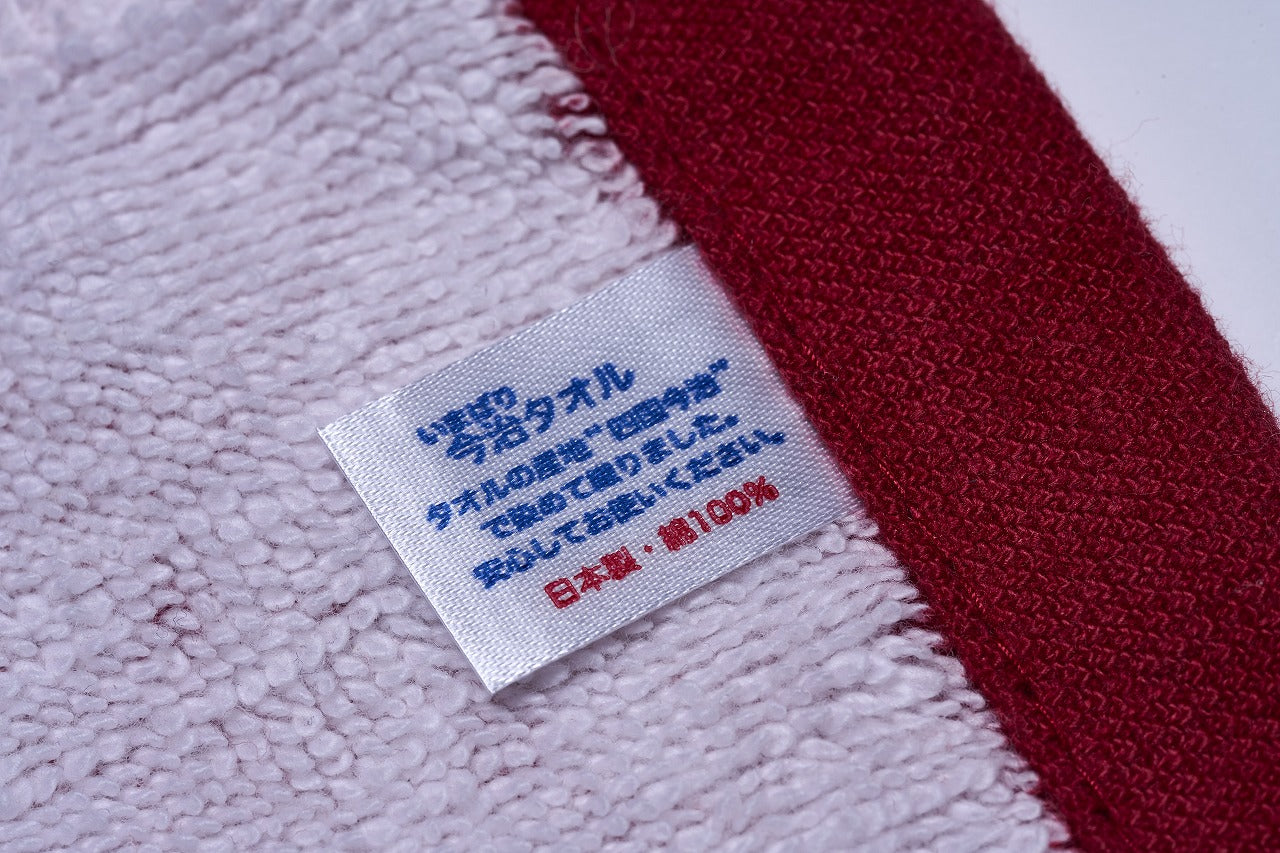 いまばり
今治タオル
タオルの産地“四国今治”
で染めて織りました。
安心してお使いください。
日本製・綿100%